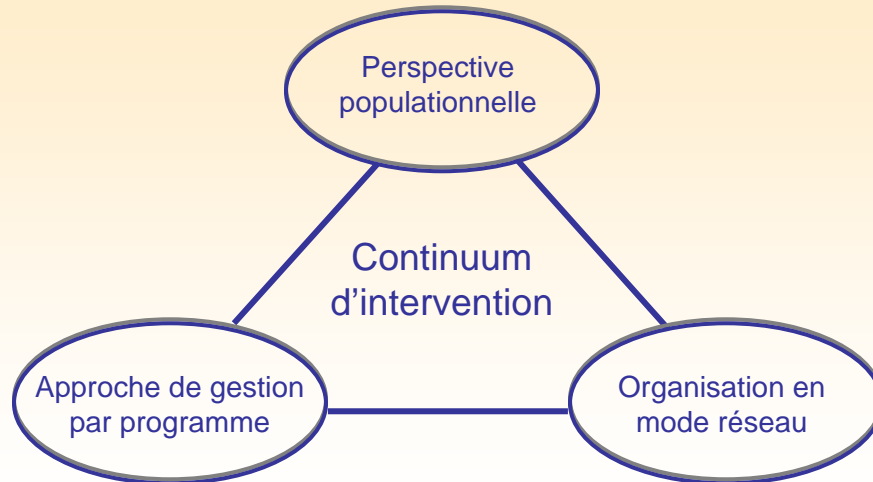 Perspective
populationnelle
Continuum
d'intervention
Approche de gestion
par programme
Organisation en
mode réseau